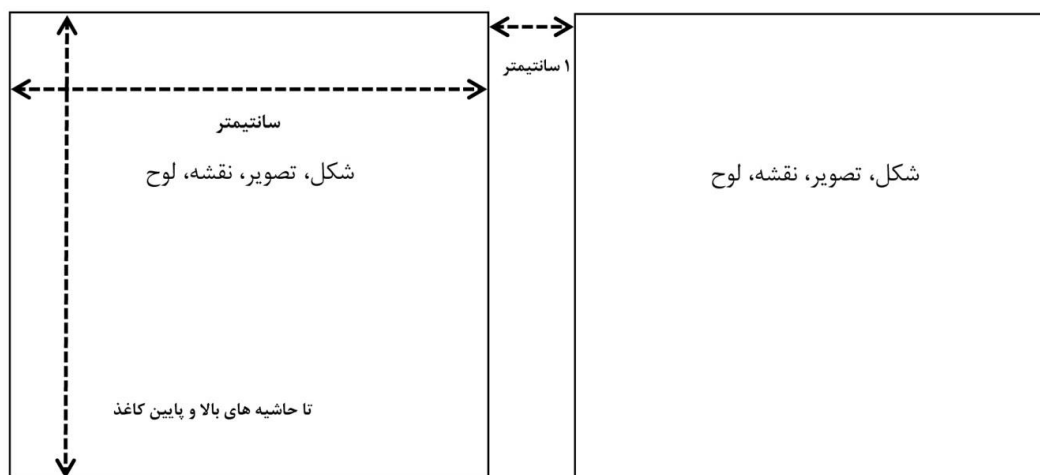 ۱ سانتیمتر
سانتیمتر
شکل، تصویر، نقشه، لوح
شکل، تصویر، نقشه، لوح
تا حاشیه های بالا و پایین کاغذ